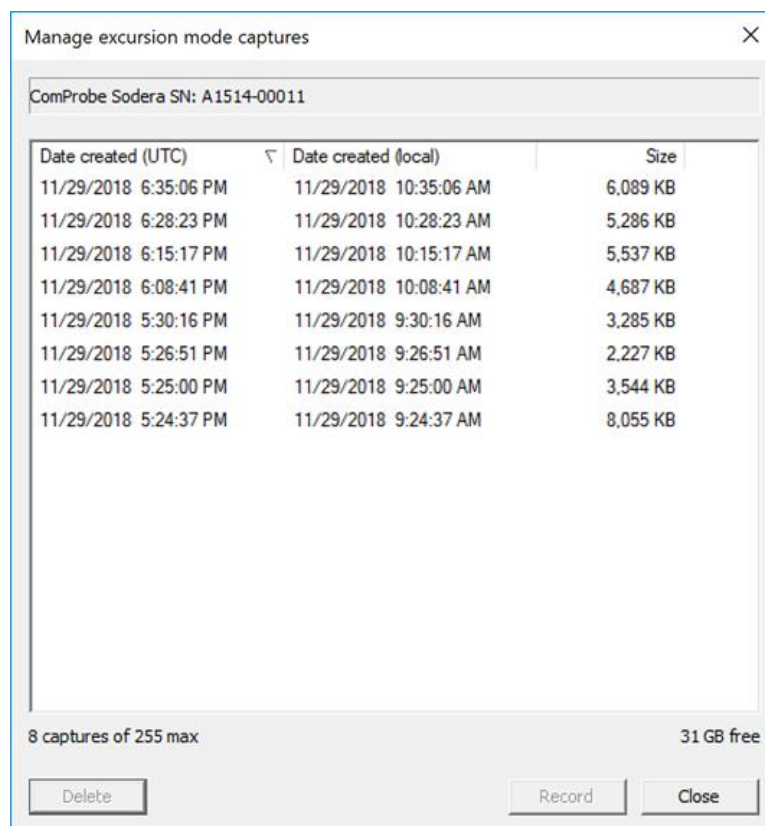 Manage excursion mode captures
ComProbe Sodera SN: A1514-00011
Date created (UTC) Date created (local) Size
11/29/2018 6:35:06 PM 11/29/2018 10:35:06 AM 6,089 KB
11/29/2018 6:28:23 PM 11/29/2018 10:28:23 AM 5,286 KB
11/29/2018 6:15:17 PM 11/29/2018 10:15:17 AM 5,537 KB
11/29/2018 6:08:41 PM 11/29/2018 10:08:41 AM 4,687 KB
11/29/2018 5:30:16 PM 11/29/2018 9:30:16 AM 3,285 KB
11/29/2018 5:26:51 PM 11/29/2018 9:26:51 AM 2,227 KB
11/29/2018 5:25:00 PM 11/29/2018 9:25:00 AM 3,544 KB
11/29/2018 5:24:37 PM 11/29/2018 9:24:37 AM 8,055 KB
8 captures of 255 max 31 GB free
Delete Record Close